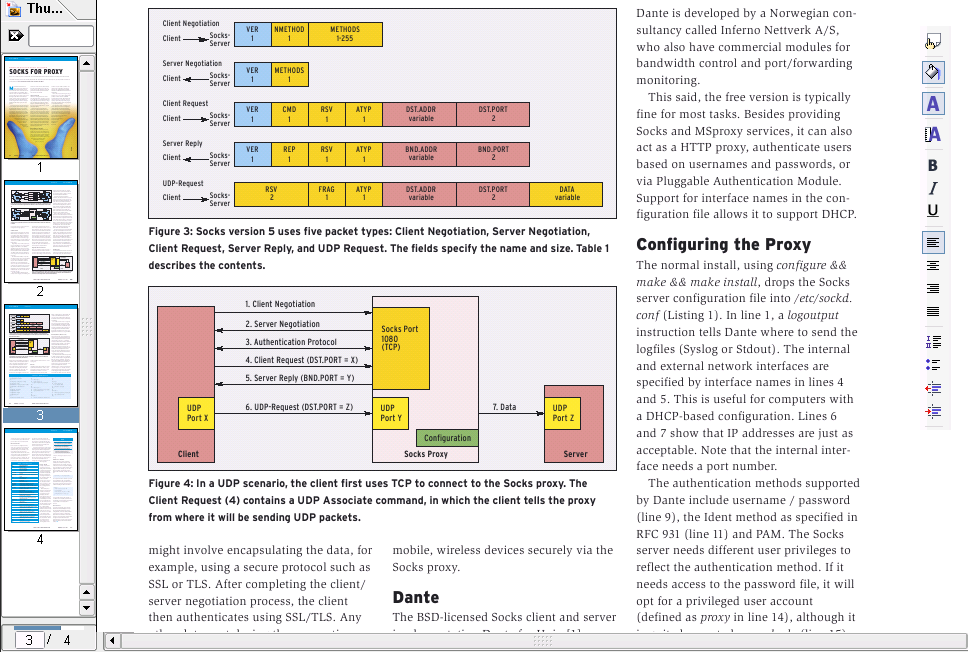 Thu...
SOCKS FOR PROXY
1
2
3
4
3 / 4
Client Negotiation
Client Socks-Server
VER 1
NMETHOD 1
METHODS 1-255
Server Negotiation
Client Socks-Server
VER 1
METHODS 1
Client Request
Client Socks-Server
VER 1
CMD 1
RSV 1
ATYP 1
DST.ADDR variable
DST.PORT 2
Server Reply
Client Socks-Server
VER 1
REP 1
RSV 1
ATYP 1
BND.ADDR variable
BND.PORT 2
UDP-Request
Client Socks-Server
RSV 2
FRAG 1
ATYP 1
DST.ADDR variable
DST.PORT 2
DATA variable
Figure 3: Socks version 5 uses five packet types: Client Negotiation, Server Negotiation,
Client Request, Server Reply, and UDP Request. The fields specify the name and size. Table 1
describes the contents.
1. Client Negotiation
2. Server Negotiation
3. Authentication Protocol
4. Client Request (DST.PORT = X)
5. Server Reply (BND.PORT = Y)
6. UDP-Request (DST.PORT = Z)
7. Data
Socks Port
1080
(TCP)
UDP
Port X
UDP
Port Y
UDP
Port Z
Configuration
Client
Socks Proxy
Server
Figure 4: In a UDP scenario, the client first uses TCP to connect to the Socks proxy. The
Client Request (4) contains a UDP Associate command, in which the client tells the proxy
from where it will be sending UDP packets.
might involve encapsulating the data, for
example, using a secure protocol such as
SSL or TLS. After completing the client/
server negotiation process, the client
then authenticates using SSL/TLS. Any
mobile, wireless devices securely via the
Socks proxy.
Dante
The BSD-licensed Socks client and server
Dante is developed by a Norwegian con-
sultancy called Inferno Nettverk A/S,
who also have commercial modules for
bandwidth control and port/forwarding
monitoring.
This said, the free version is typically
fine for most tasks. Besides providing
Socks and MSproxy services, it can also
act as a HTTP proxy, authenticate users
based on usernames and passwords, or
via Pluggable Authentication Module.
Support for interface names in the con-
figuration file allows it to support DHCP.
Configuring the Proxy
The normal install, using configure &&
make && make install, drops the Socks
server configuration file into /etc/sockd.
conf (Listing 1). In line 1, a logoutput
instruction tells Dante where to send the
logfiles (Syslog or Stdout). The internal
and external network interfaces are
specified by interface names in lines 4
and 5. This is useful for computers with
a DHCP-based configuration. Lines 6
and 7 show that IP addresses are just as
acceptable. Note that the internal inter-
face needs a port number.
The authentication methods supported
by Dante include username / password
(line 9), the Ident method as specified in
RFC 931 (line 11) and PAM. The Socks
server needs different user privileges to
reflect the authentication method. If it
needs access to the password file, it will
opt for a privileged user account
(defined as proxy in line 14), although it
A
A
B
I
U